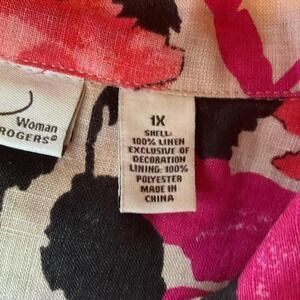 Woman
ROGERS®
1X
SHELL:
100% LINEN
EXCLUSIVE OF
DECORATION
LINING: 100%
POLYESTER
MADE IN
CHINA